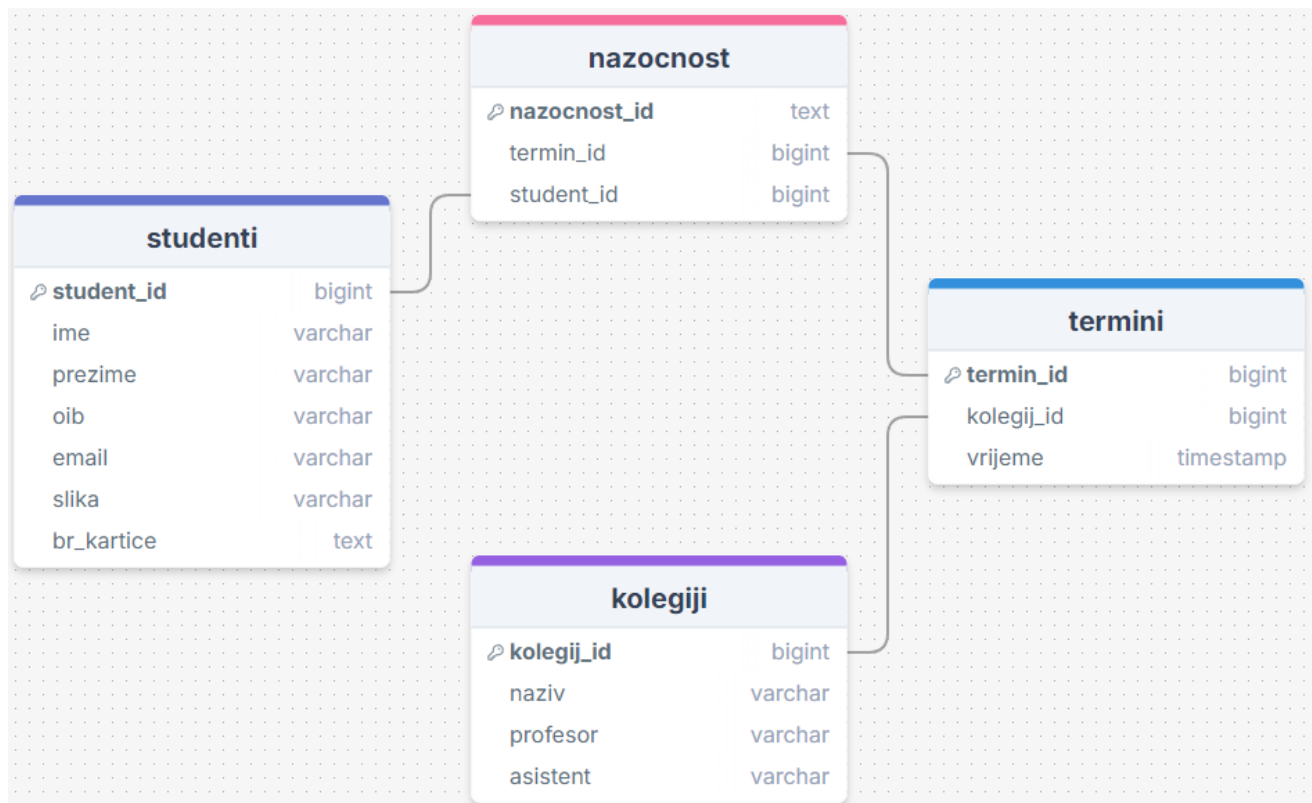 nazocnost
nazocnost_id text
termin_id bigint
student_id bigint
studenti
student_id bigint
ime varchar
prezime varchar
oib varchar
email varchar
slika varchar
br_kartice text
termini
termin_id bigint
kolegij_id bigint
vrijeme timestamp
kolegiji
kolegij_id bigint
naziv varchar
profesor varchar
asistent varchar